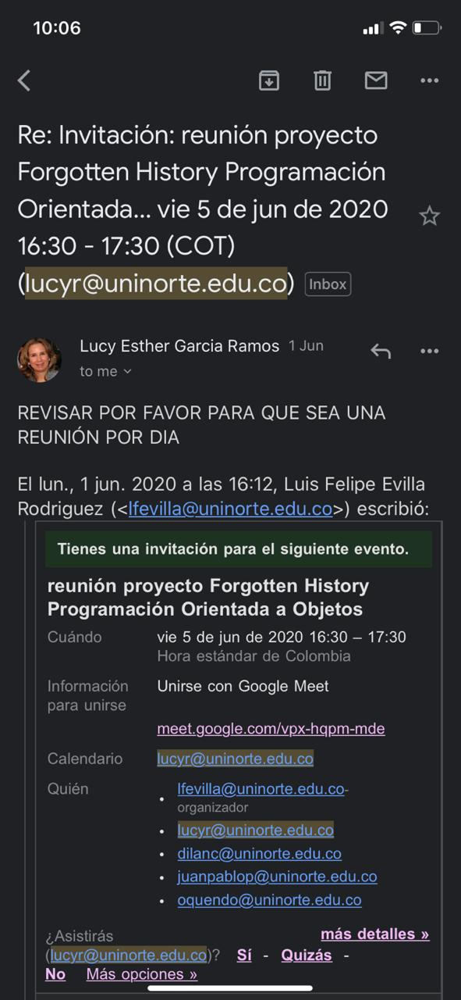 10:06
Re: Invitación: reunión proyecto
Forgotten History Programación
Orientada... vie 5 de jun de 2020
16:30 - 17:30 (COT)
(lucyr@uninorte.edu.co) Inbox
Lucy Esther Garcia Ramos 1 Jun
to me
REVISAR POR FAVOR PARA QUE SEA UNA
REUNIÓN POR DIA
El lun., 1 jun. 2020 a las 16:12, Luis Felipe Evilla
Rodriguez (<lfevilla@uninorte.edu.co>) escribió:
Tienes una invitación para el siguiente evento.
reunión proyecto Forgotten History
Programación Orientada a Objetos
Cuándo vie 5 de jun de 2020 16:30 – 17:30
Hora estándar de Colombia
Información Unirse con Google Meet
para unirse
meet.google.com/vpx-hqpm-mde
Calendario lucyr@uninorte.edu.co
Quién • lfevilla@uninorte.edu.co-
organizador
• lucyr@uninorte.edu.co
• dilanc@uninorte.edu.co
• juanpablop@uninorte.edu.co
• oquendo@uninorte.edu.co
¿Asistirás más detalles »
(lucyr@uninorte.edu.co)? Sí - Quizás -
No Más opciones »